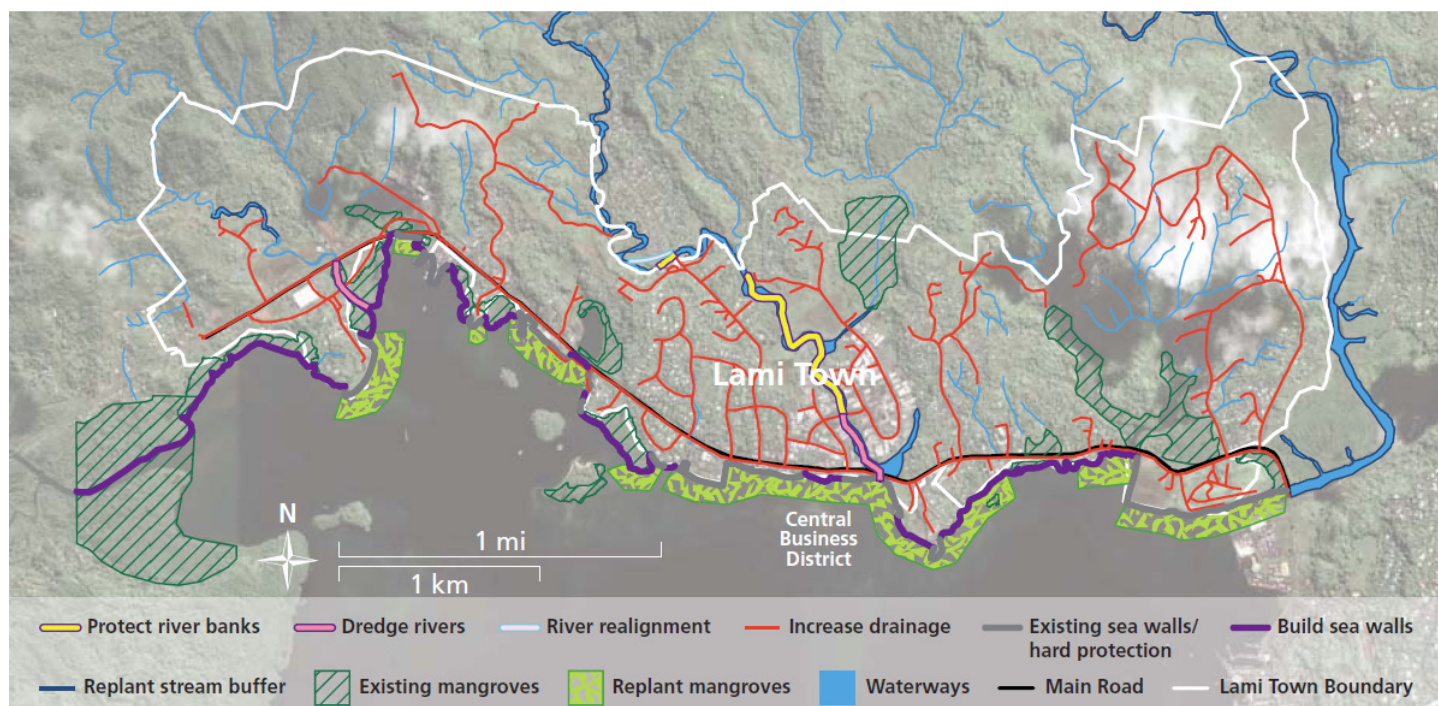 Lami Town
N
1 mi
1 km
Central
Business
District
Protect river banks
Dredge rivers
River realignment
Increase drainage
Existing sea walls/
hard protection
Build sea walls
Replant stream buffer
Existing mangroves
Replant mangroves
Waterways
Main Road
Lami Town Boundary